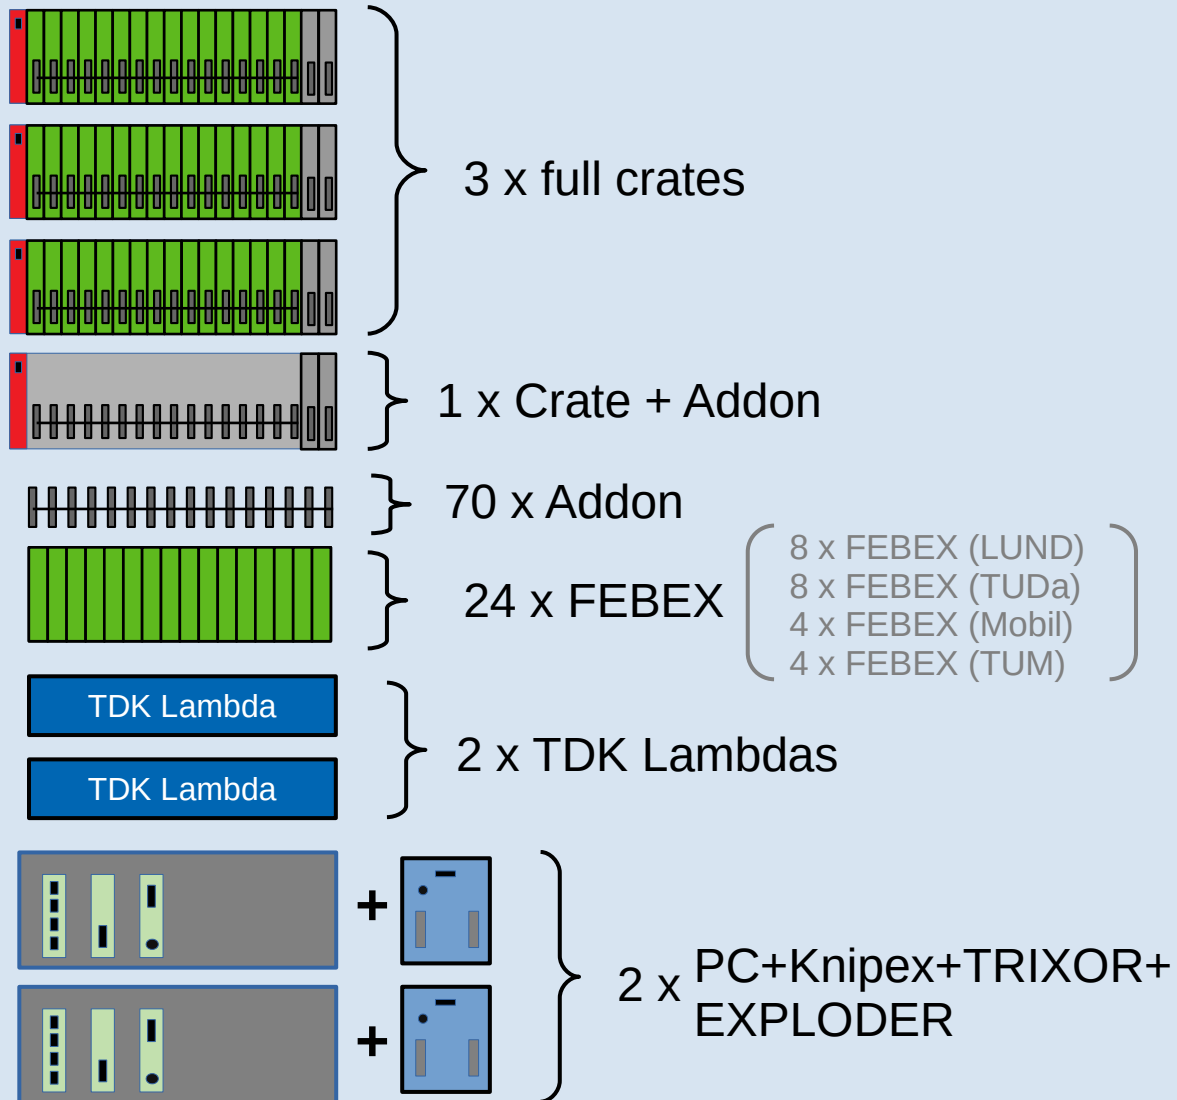 3 x full crates
1 x Crate + Addon
70 x Addon
24 x FEBEX
8 x FEBEX (LUND)
8 x FEBEX (TUDa)
4 x FEBEX (Mobil)
4 x FEBEX (TUM)
TDK Lambda
TDK Lambda
2 x TDK Lambdas
+
+
2 x PC+Knipex+TRIXOR+
EXPLODER